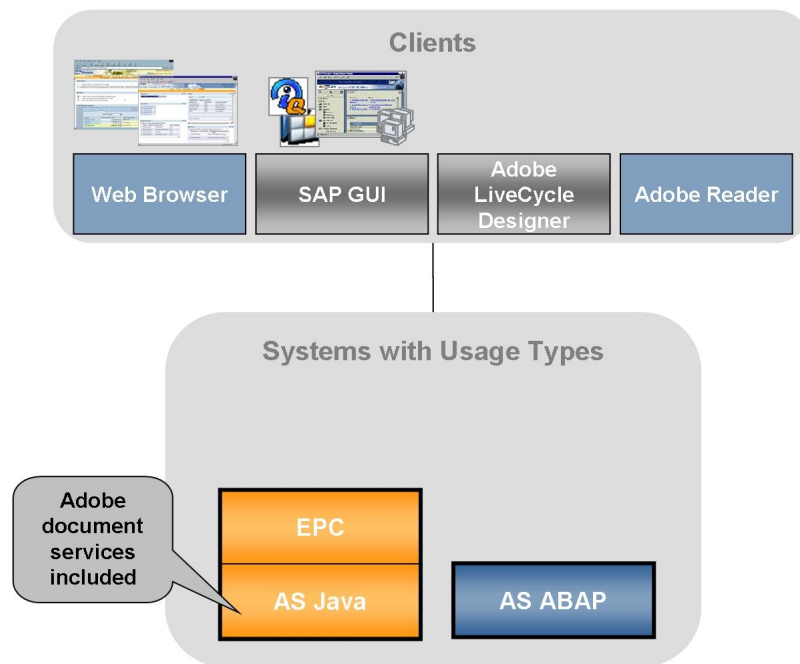 Clients
Web Browser
SAP GUI
Adobe
LiveCycle
Designer
Adobe Reader
Systems with Usage Types
Adobe
document
services
included
EPC
AS Java
AS ABAP